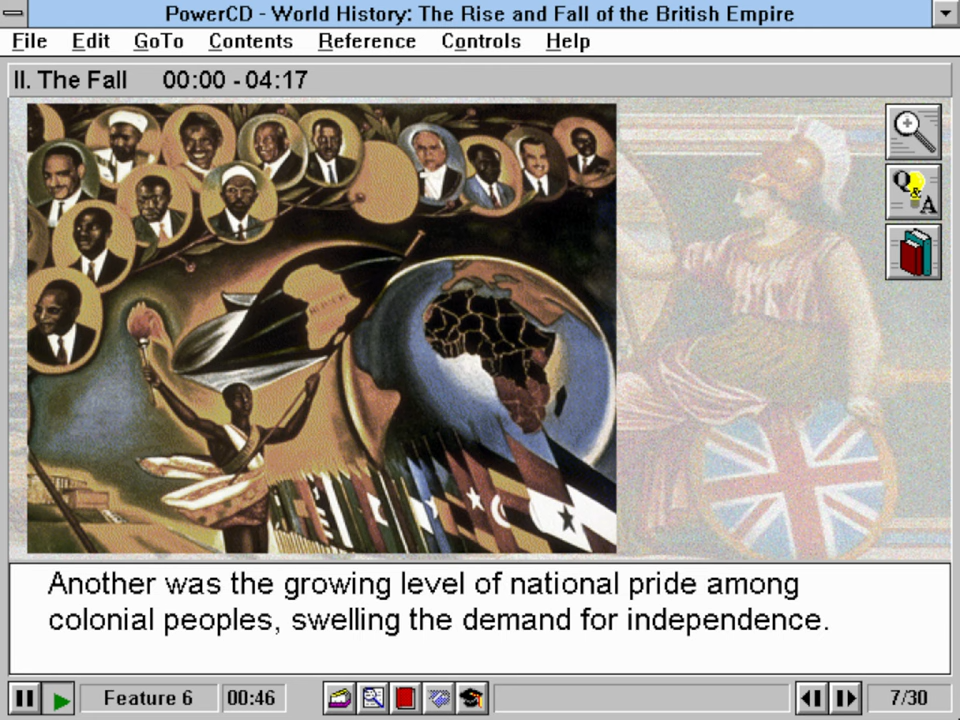 PowerCD - World History: The Rise and Fall of the British Empire
File Edit GoTo Contents Reference Controls Help
II. The Fall 00:00 - 04:17
Q
&
A
Another was the growing level of national pride among
colonial peoples, swelling the demand for independence.
Feature 6 00:46 7/30